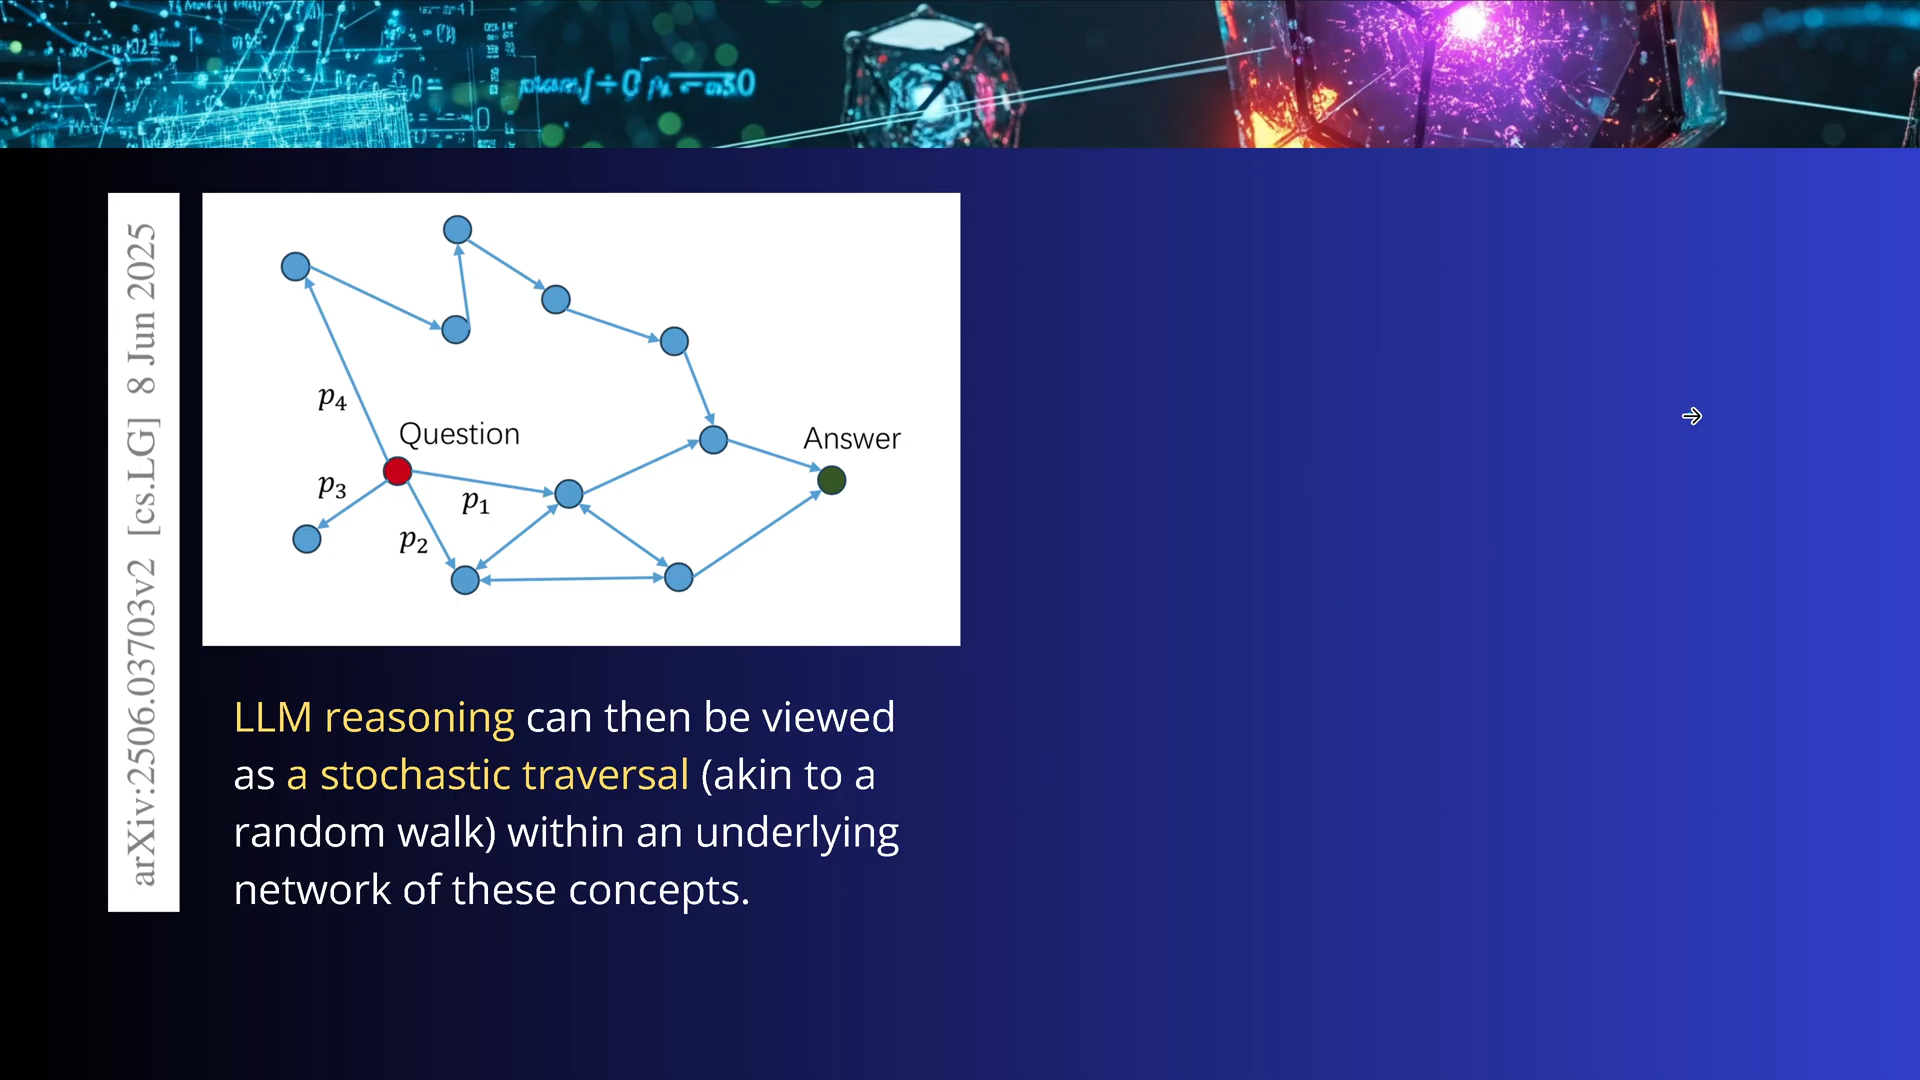 arXiv:2506.03703v2 [cs.LG] 8 Jun 2025
p4
Question
Answer
p3
p1
p2
LLM reasoning can then be viewed
as a stochastic traversal (akin to a
random walk) within an underlying
network of these concepts.